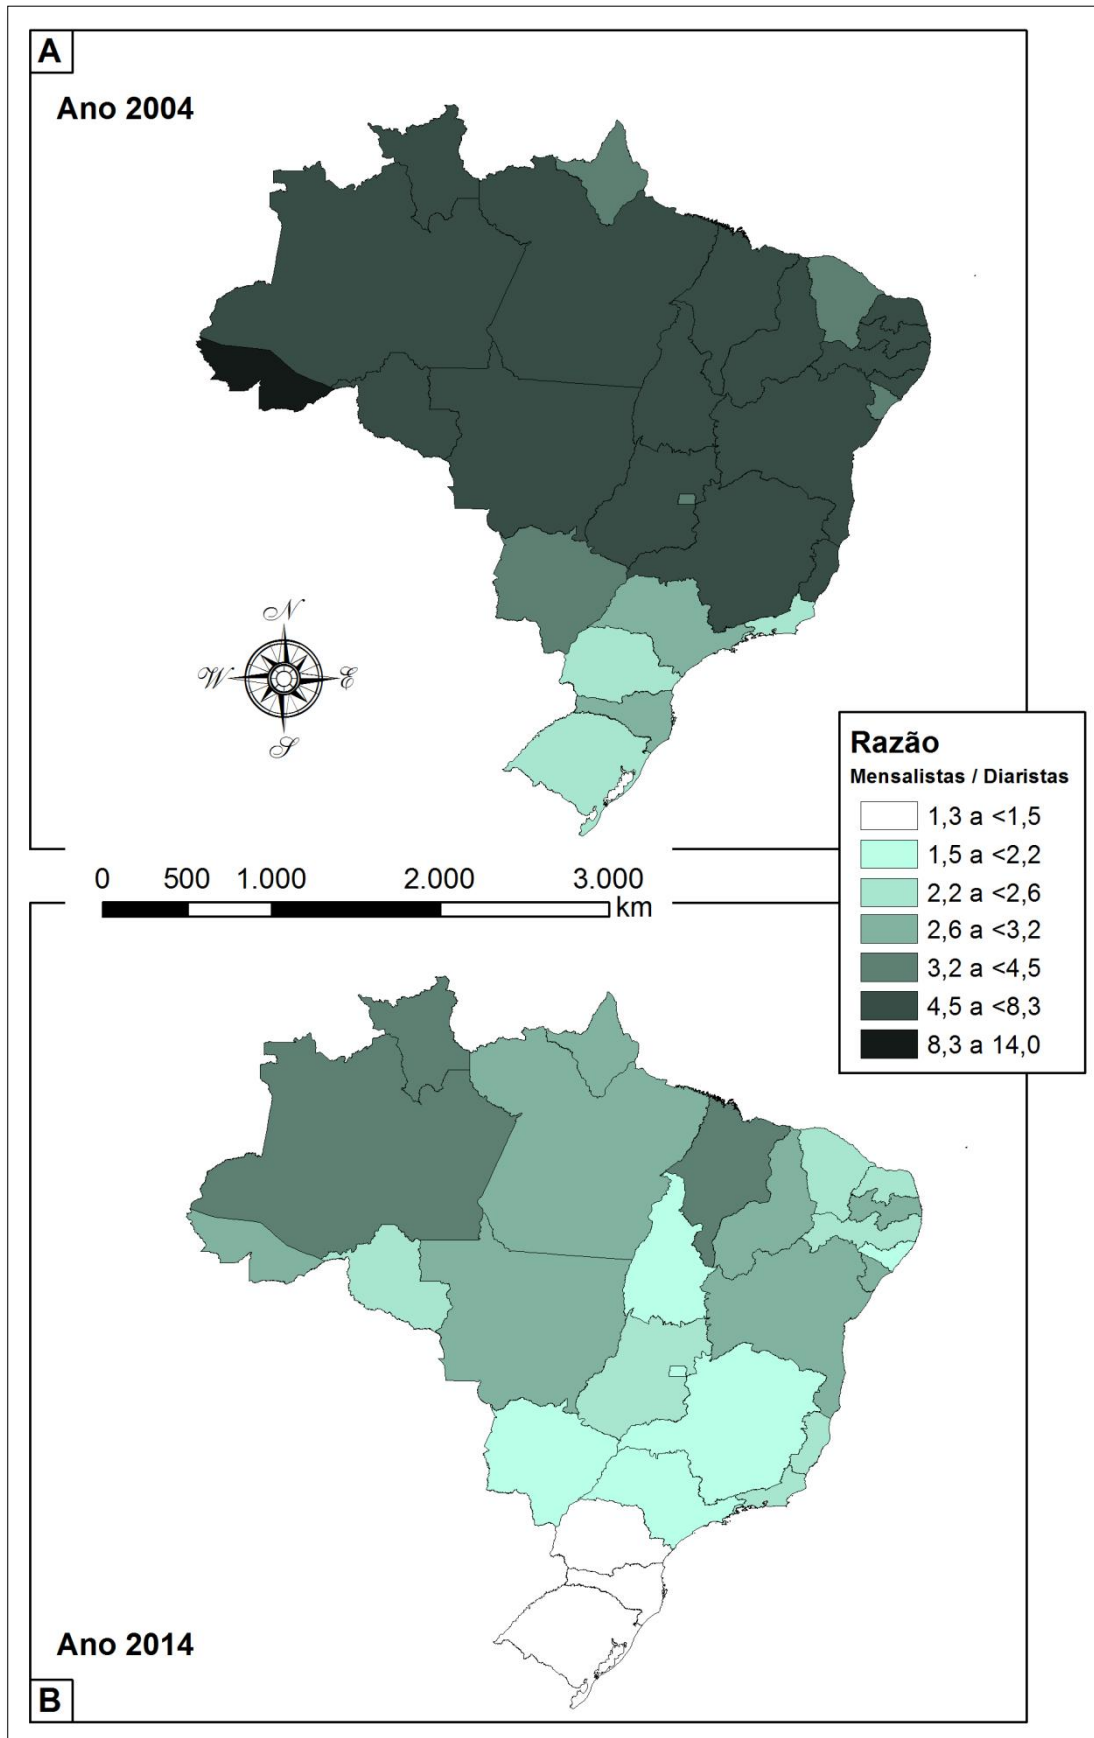 A
Ano 2004
N
W E
S
Razão
Mensalistas / Diaristas
1,3 a <1,5
1,5 a <2,2
2,2 a <2,6
2,6 a <3,2
3,2 a <4,5
4,5 a <8,3
8,3 a 14,0
0 500 1.000 2.000 3.000
km
Ano 2014
B